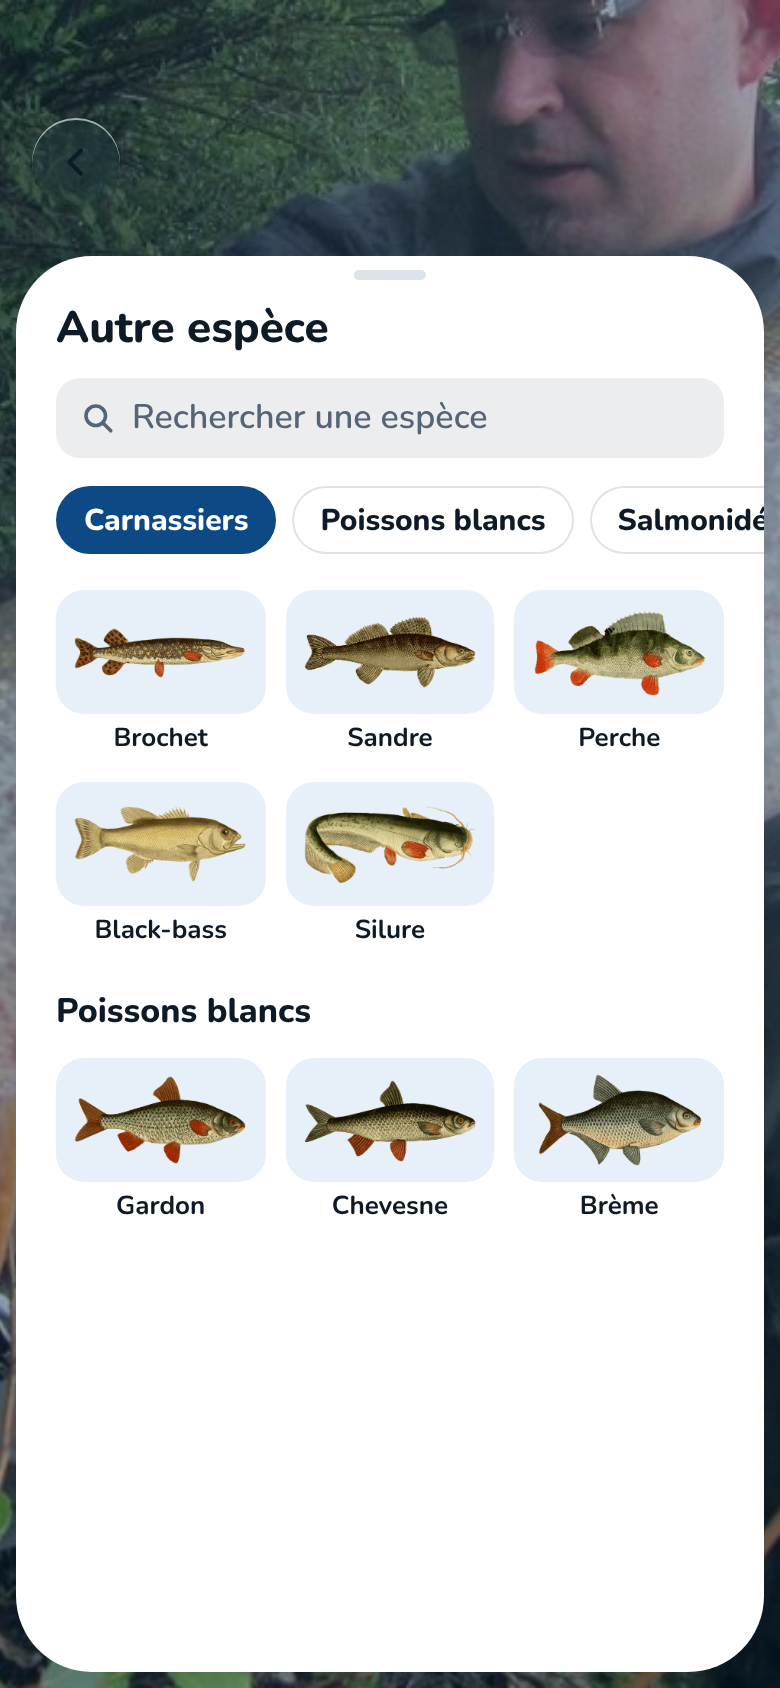 Autre espèce
Rechercher une espèce
Carnassiers Poissons blancs Salmonidé
Brochet Sandre Perche
Black-bass Silure
Poissons blancs
Gardon Chevesne Brème